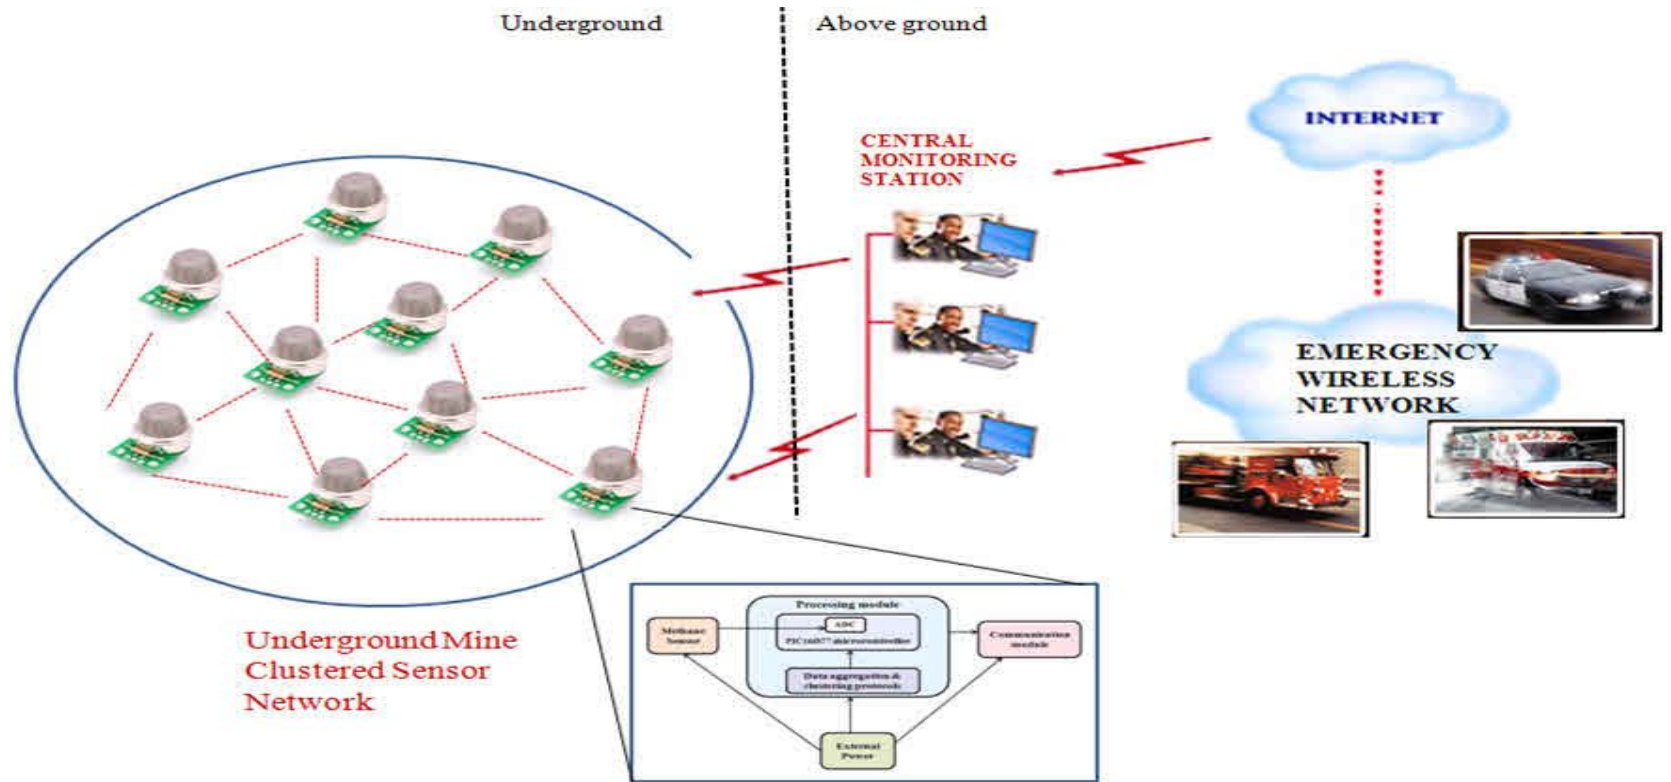 Underground
Above ground
INTERNET
CENTRAL
MONITORING
STATION
EMERGENCY
WIRELESS
NETWORK
Underground Mine
Clustered Sensor
Network
Processing module
ADC
microcontroller
Methane
Sensor
Communication
module
Data aggregation &
clustering protocols
External
Power